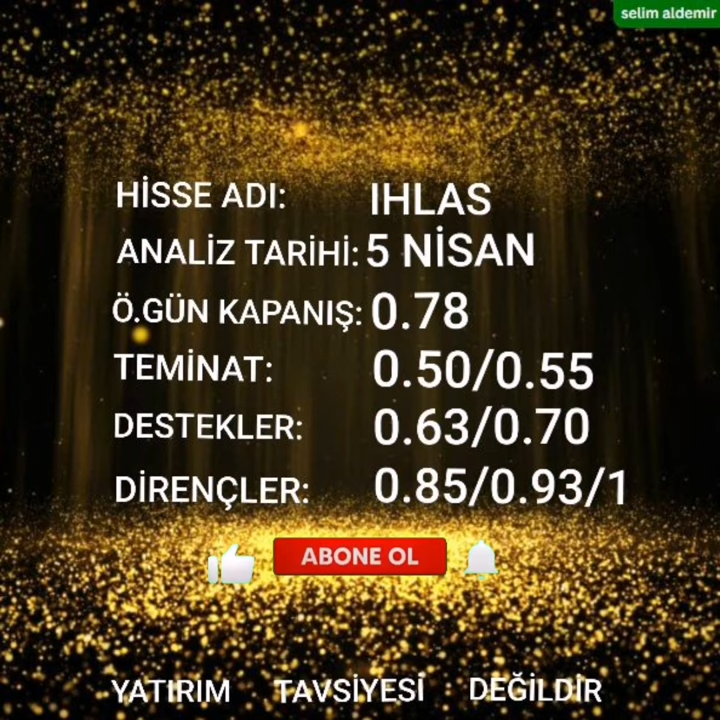 selim aldemir
HİSSE ADI: IHLAS
ANALİZ TARİHİ: 5 NİSAN
Ö.GÜN KAPANIŞ: 0.78
TEMİNAT: 0.50/0.55
DESTEKLER: 0.63/0.70
DİRENÇLER: 0.85/0.93/1
ABONE OL
YATIRIM TAVSİYESİ DEĞİLDİR